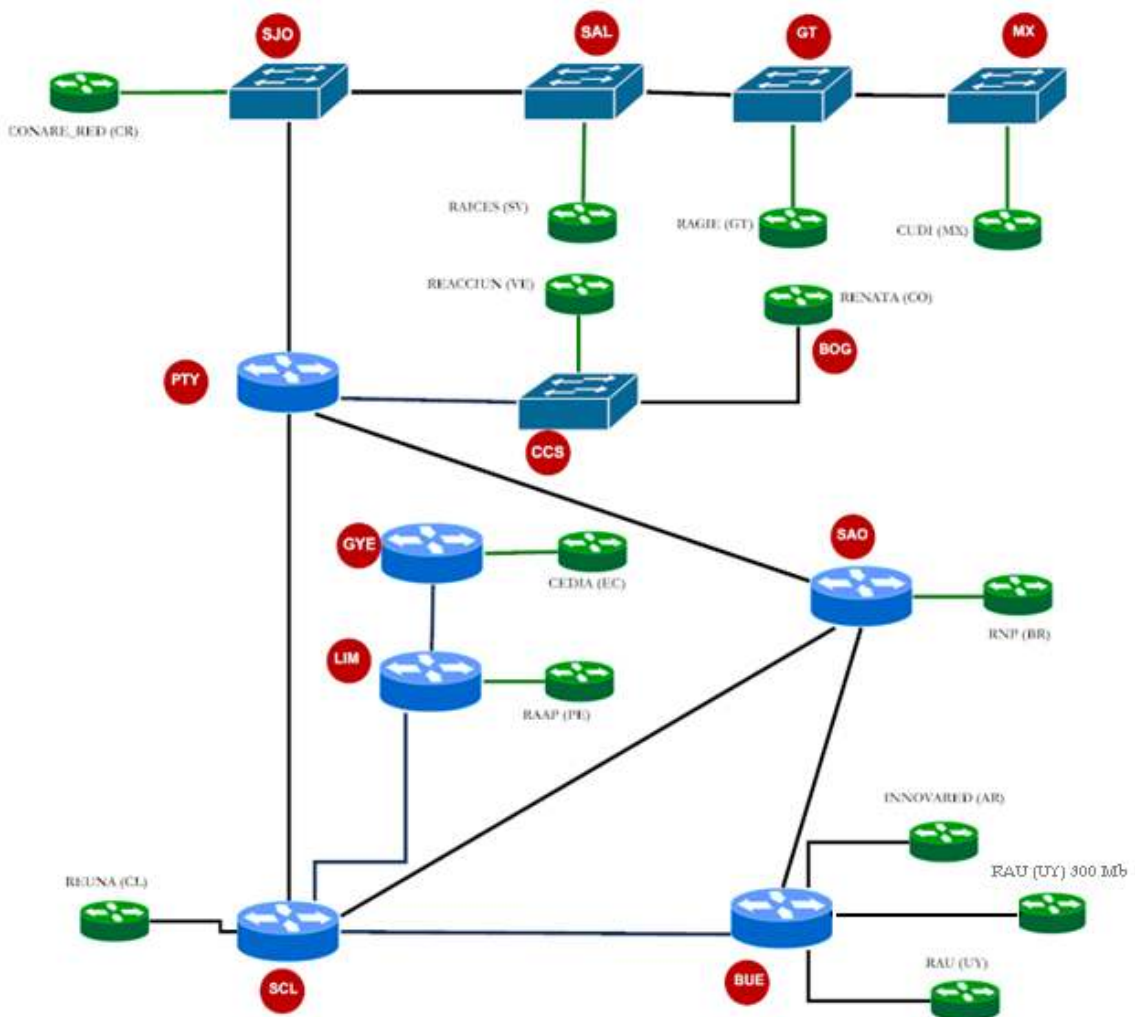 SJO
SAL
GT
MX
CONARE_RED (CR)
RAICES (SV)
RAGIE (GT)
CUDI (MX)
REACCIUN (VE)
RENATA (CO)
BOG
PTY
CCS
GYE
SAO
CEDIA (EC)
RNP (BR)
LIM
RAAP (PE)
INNOVARED (AR)
REUNA (CL)
RAU (UY) 300 Mb
SCL
BUE
RAU (UY)